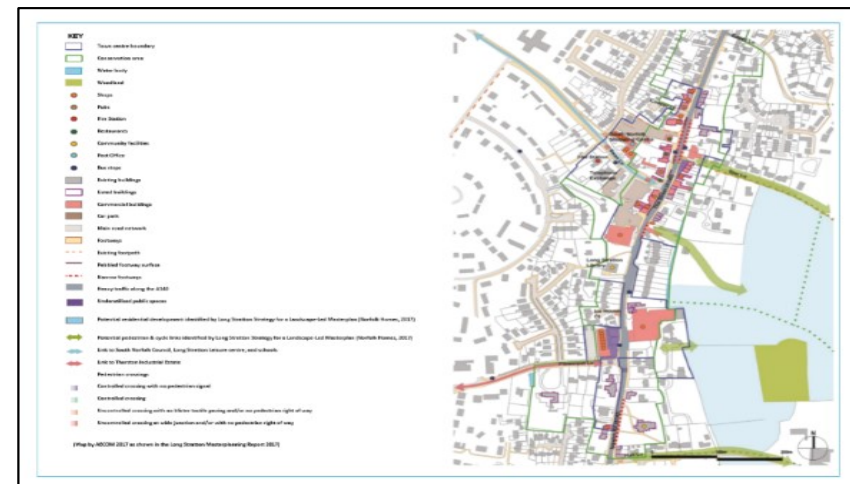 KEY
Town centre boundary
Conservation area
Water body
Woodland
Shops
Pubs
Fire Station
Restaurants
Community facilities
Post Office
Bus stops
Existing buildings
Listed buildings
Commercial buildings
Car park
Main road network
Footways
Existing footpath
Paved footway surface
Narrow footways
Heavy traffic along the A140
Underutilised public spaces
Potential residential development identified by Long Stratton Strategy for a Landscape-Led Masterplan (Norfolk Homes, 2017)
Potential pedestrian & cycle links identified by Long Stratton Strategy for a Landscape-Led Masterplan (Norfolk Homes, 2017)
Link to South Norfolk Council, Long Stratton Leisure centre, and schools
Link to Tharston Industrial Estate
Pedestrian crossings
Controlled crossing with no pedestrian signal
Controlled crossing
Uncontrolled crossing with no tactile paving and/or no pedestrian right of way
Uncontrolled crossing at wide junction and/or with no pedestrian right of way
(Map by AECOM 2017 as shown in the Long Stratton Masterplanning Report 2017)
Long Stratton